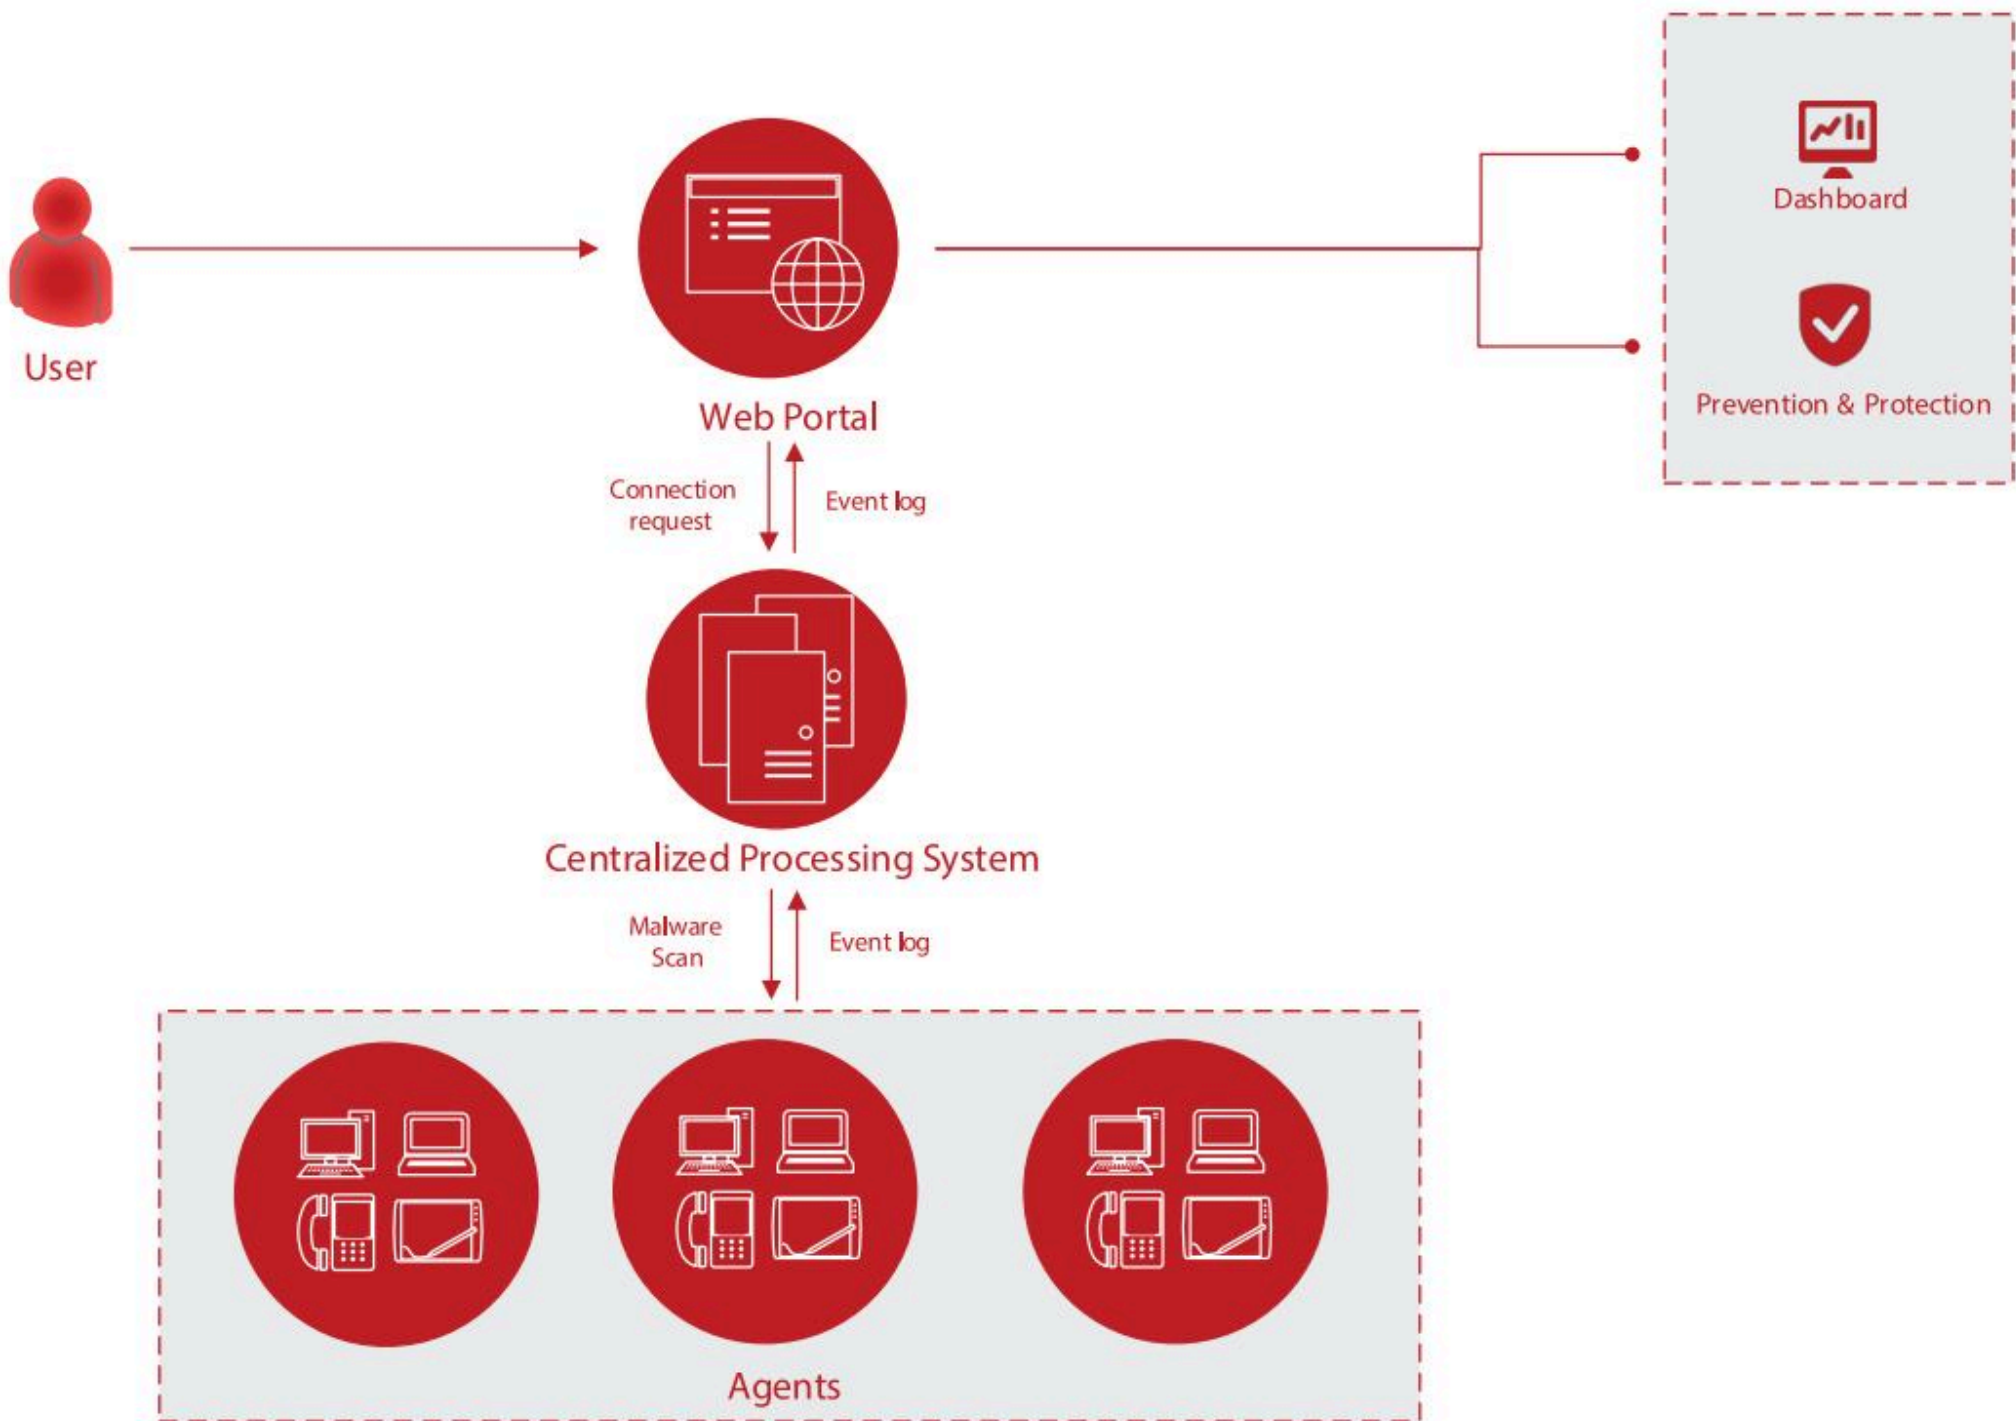 Dashboard
User
Prevention & Protection
Web Portal
Connection
request
Event log
Centralized Processing System
Malware
Scan
Event log
Agents